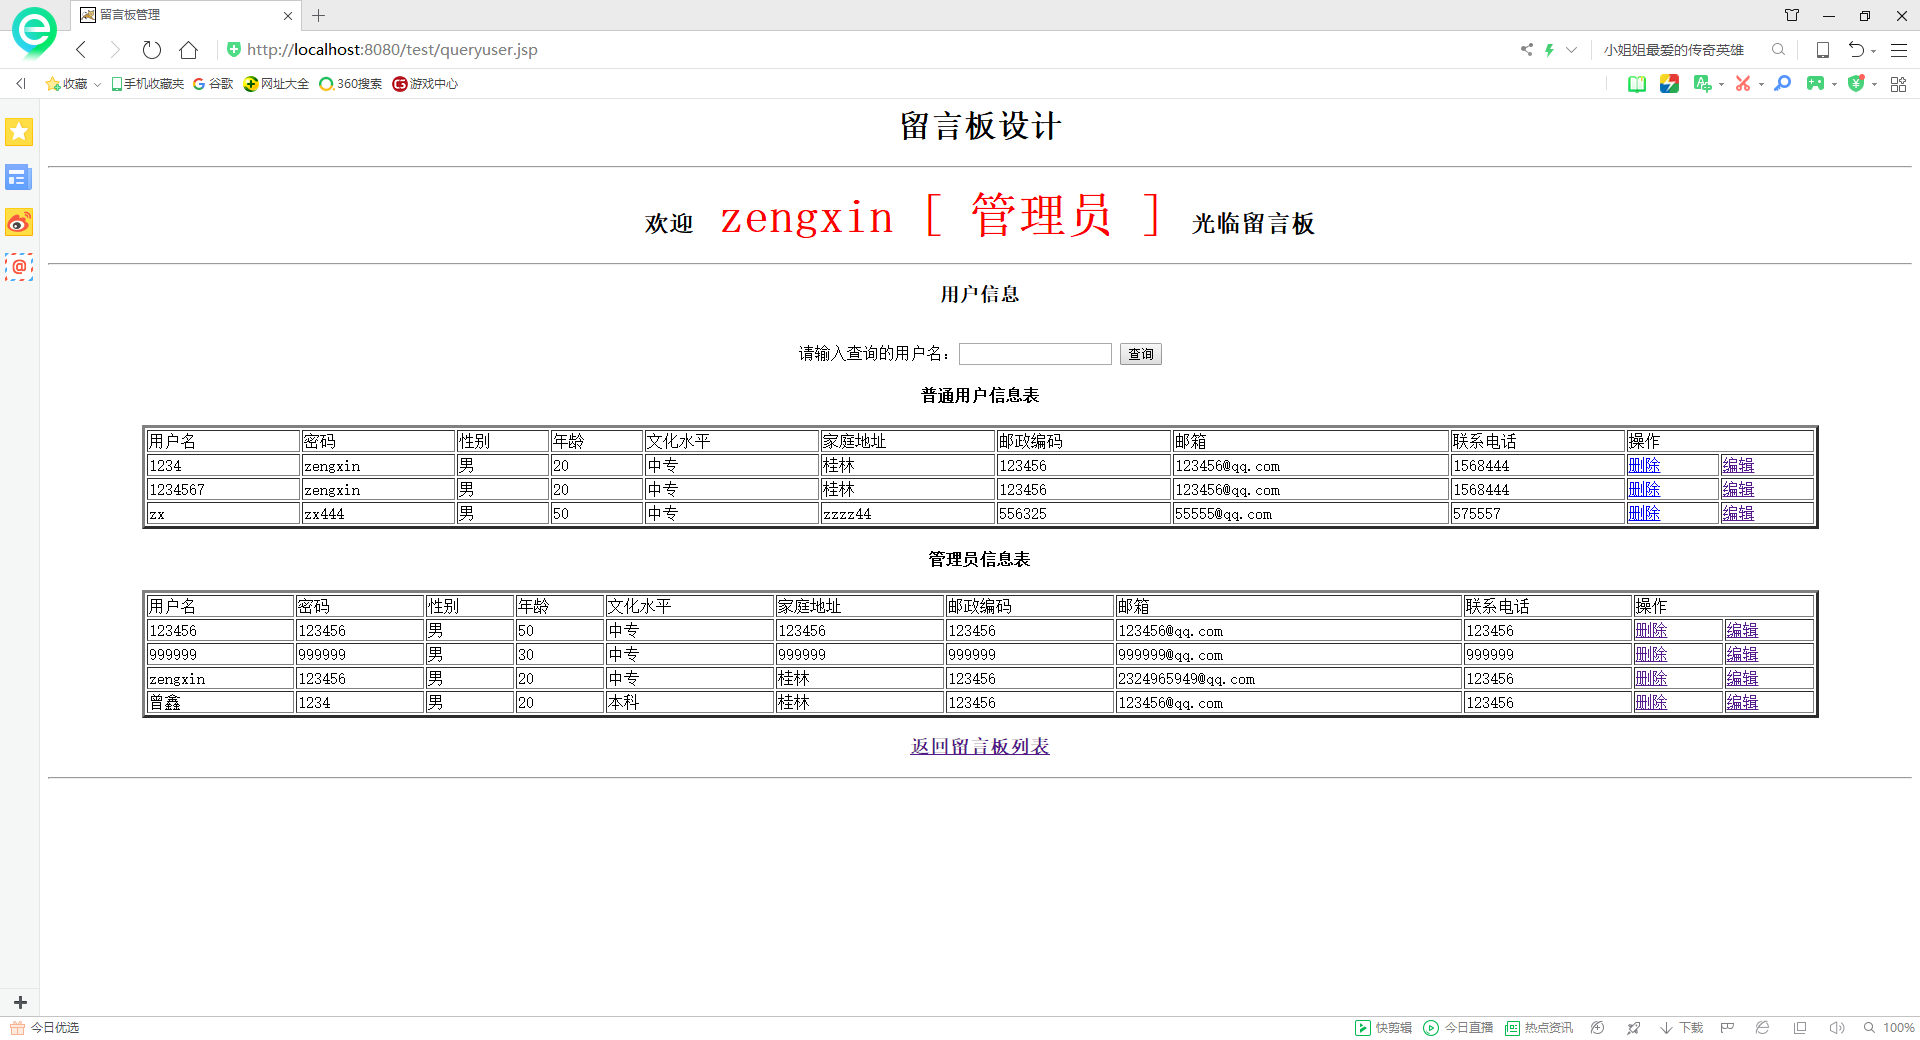 留言板管理
http://localhost:8080/test/queryuser.jsp
小姐姐最爱的传奇英雄
收藏 手机收藏夹 谷歌 网址大全 360搜索 游戏中心
留言板设计
欢迎 zengxin [ 管理员 ] 光临留言板
用户信息
请输入查询的用户名： 查询
普通用户信息表
用户名 密码 性别 年龄 文化水平 家庭地址 邮政编码 邮箱 联系电话 操作
1234 zengxin 男 20 中专 桂林 123456 123456@qq.com 1568444 删除 编辑
1234567 zengxin 男 20 中专 桂林 123456 123456@qq.com 1568444 删除 编辑
zx zx444 男 50 中专 zzzz44 556325 55555@qq.com 575557 删除 编辑
管理员信息表
用户名 密码 性别 年龄 文化水平 家庭地址 邮政编码 邮箱 联系电话 操作
123456 123456 男 50 中专 123456 123456 123456@qq.com 123456 删除 编辑
999999 999999 男 30 中专 999999 999999 999999@qq.com 999999 删除 编辑
zengxin 123456 男 20 中专 桂林 123456 2324965949@qq.com 123456 删除 编辑
曾鑫 1234 男 20 本科 桂林 123456 123456@qq.com 123456 删除 编辑
返回留言板列表
今日优选 快剪辑 今日直播 热点资讯 下载 100%